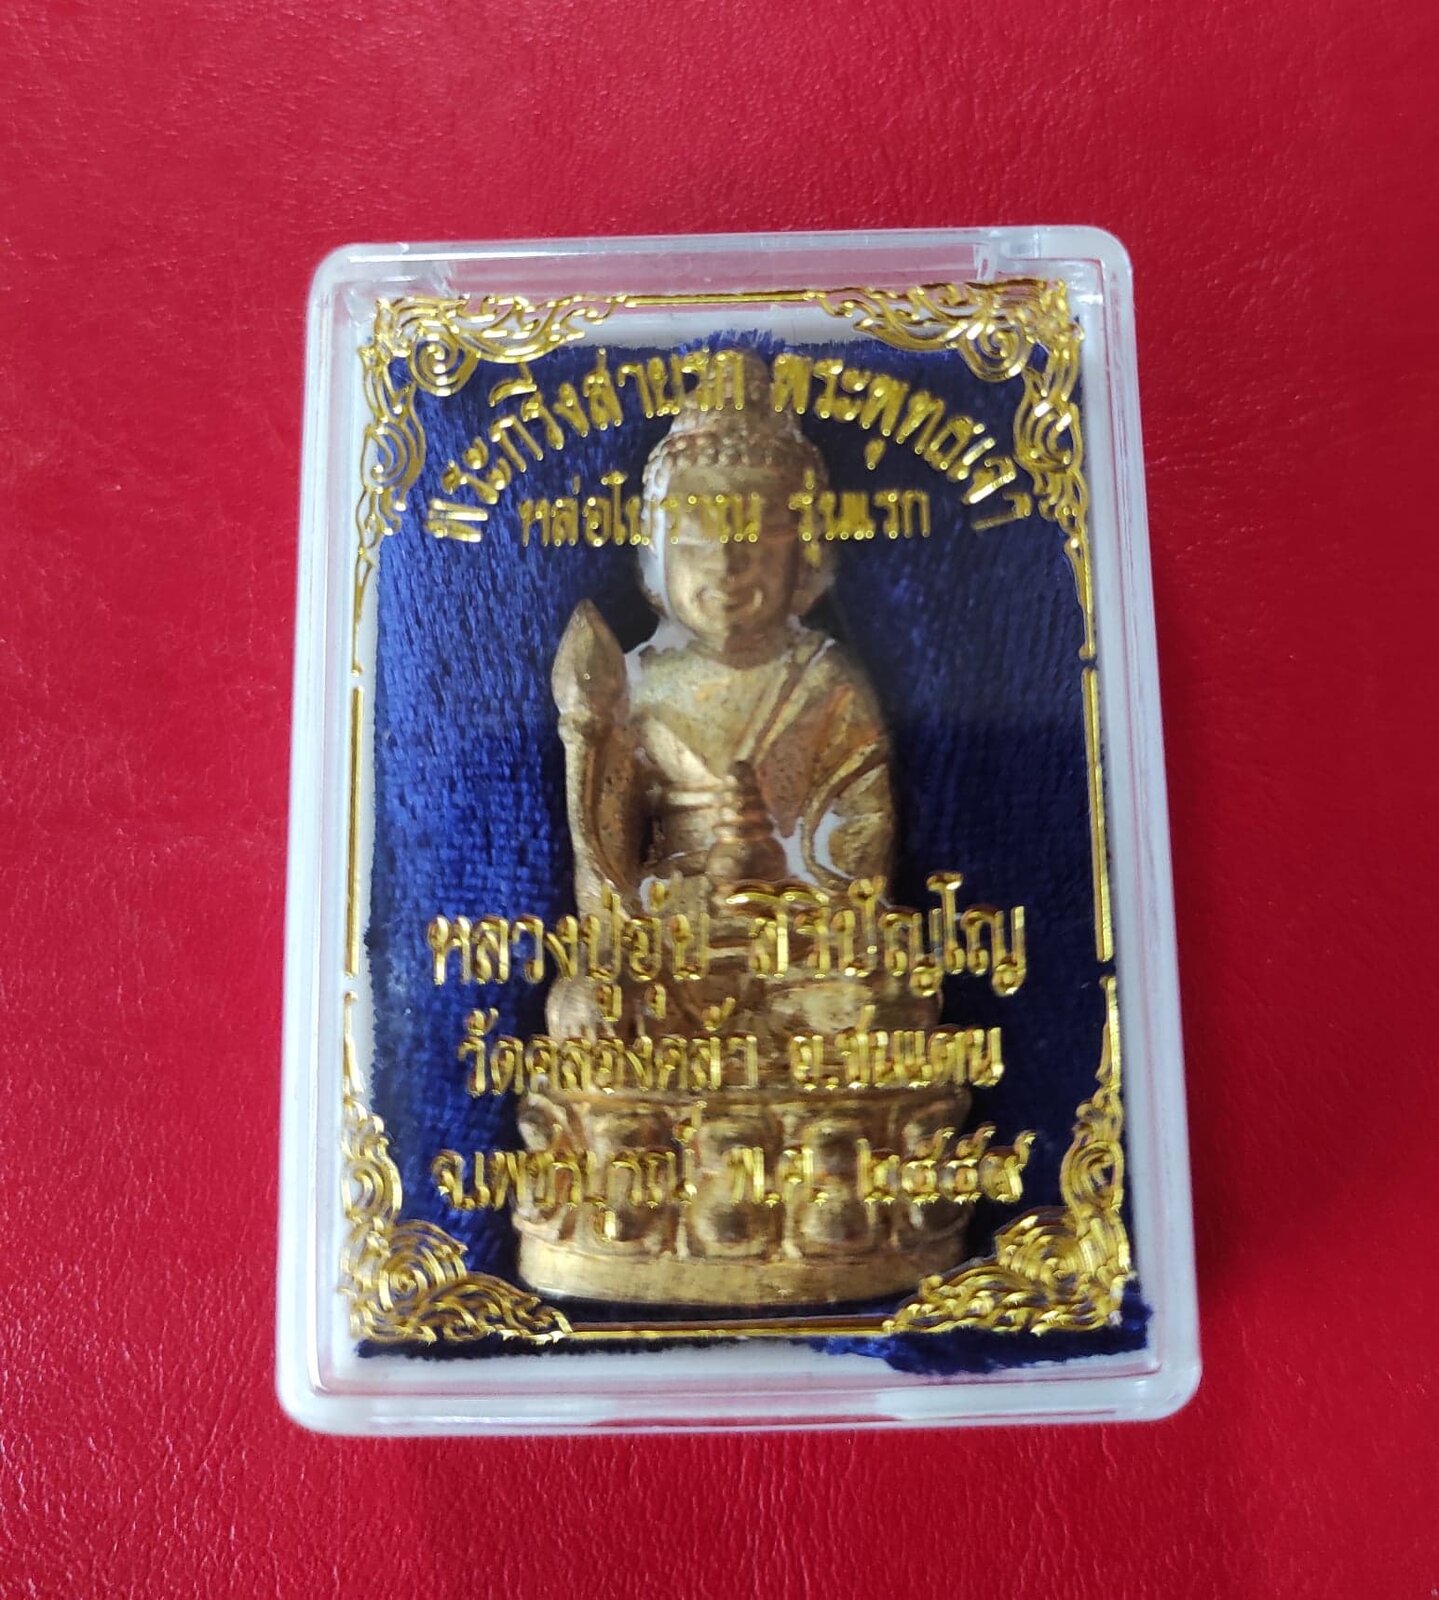 พระกริ่งสายรก พระพุทธเจ้า
หล่อโบราณ รุ่นแรก
หลวงปู่อุ้ย สิริปัญโญ
วัดคลองคล้า อ.ชนแดน
จ.เพชรบูรณ์ พ.ศ. ๒๕๕๙